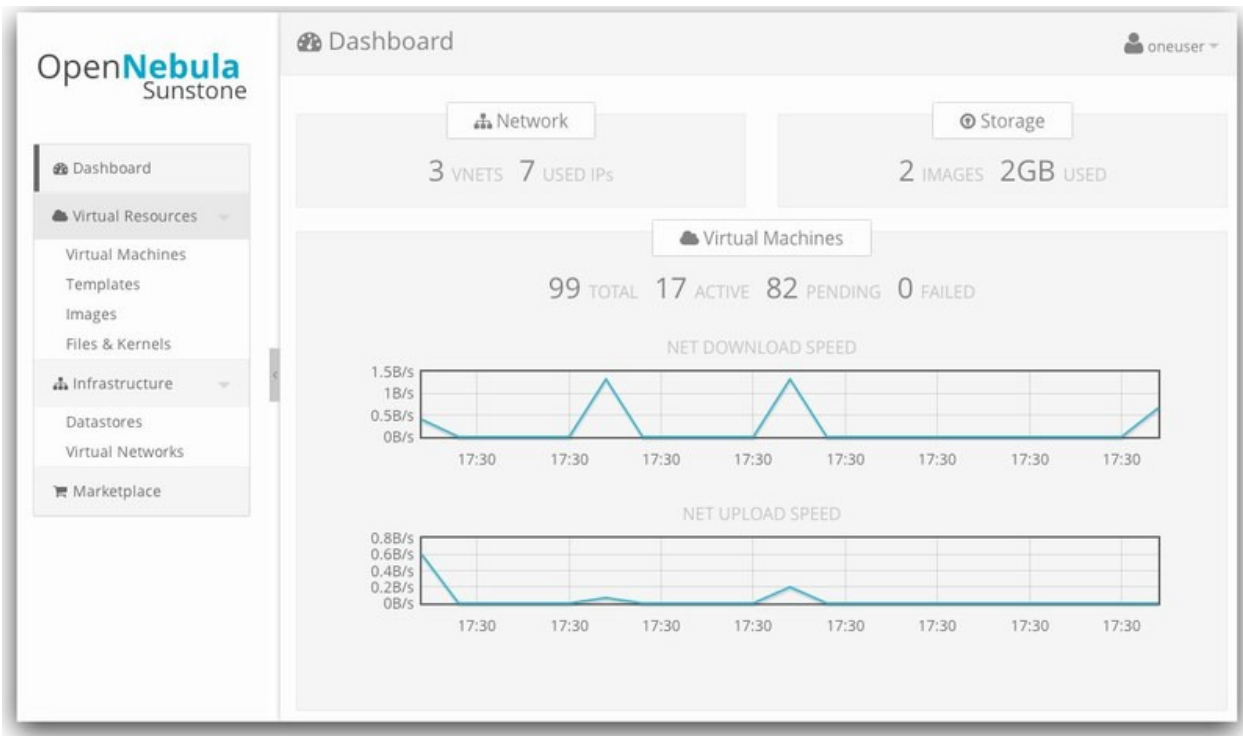 OpenNebula
Sunstone
Dashboard
oneuser
Dashboard
Virtual Resources
Virtual Machines
Templates
Images
Files & Kernels
Infrastructure
Datastores
Virtual Networks
Marketplace
Network
3 VNETS 7 USED IPs
Storage
2 IMAGES 2GB USED
Virtual Machines
99 TOTAL 17 ACTIVE 82 PENDING 0 FAILED
NET DOWNLOAD SPEED
1.5B/s
1B/s
0.5B/s
0B/s
17:30 17:30 17:30 17:30 17:30 17:30 17:30 17:30
NET UPLOAD SPEED
0.8B/s
0.6B/s
0.4B/s
0.2B/s
0B/s
17:30 17:30 17:30 17:30 17:30 17:30 17:30 17:30